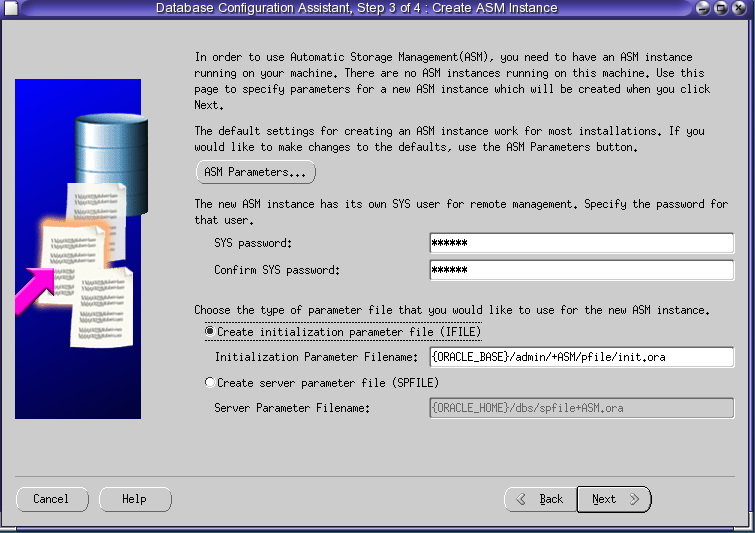 Database Configuration Assistant, Step 3 of 4 : Create ASM Instance
In order to use Automatic Storage Management(ASM), you need to have an ASM instance
running on your machine. There are no ASM instances running on this machine. Use this
page to specify parameters for a new ASM instance which will be created when you click
Next.
The default settings for creating an ASM instance work for most installations. If you
would like to make changes to the defaults, use the ASM Parameters button.
ASM Parameters...
The new ASM instance has its own SYS user for remote management. Specify the password for
that user.
SYS password: ******
Confirm SYS password: ******
Choose the type of parameter file that you would like to use for the new ASM instance.
Create initialization parameter file (IFILE)
Initialization Parameter Filename: {ORACLE_BASE}/admin/+ASM/pfile/init.ora
Create server parameter file (SPFILE)
Server Parameter Filename: {ORACLE_HOME}/dbs/spfile+ASM.ora
Cancel Help Back Next